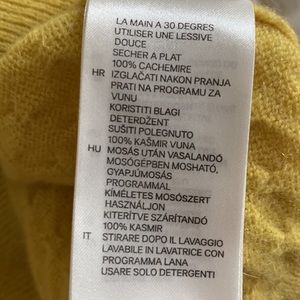 LA MAIN A 30 DEGRES
UTILISER UNE LESSIVE
DOUCE
SECHER A PLAT
100% CACHEMIRE
HR IZGLAČATI NAKON PRANJA
PRATI NA PROGRAMU ZA
VUNU
KORISTITI BLAGI
DETERDŽENT
SUŠITI POLEGNUTO
100% KAŠMIR VUNA
HU MOSÁS UTÁN VASALANDÓ
MOSÓGÉPBEN MOSHATÓ,
GYAPJÚMOSÁS
PROGRAMMAL
KÍMÉLETES MOSÓSZERT
HASZNÁLJON
KITERÍTVE SZÁRÍTANDÓ
100% KASMIR
IT STIRARE DOPO IL LAVAGGIO
LAVABILE IN LAVATRICE CON
PROGRAMMA LANA
USARE SOLO DETERGENTI